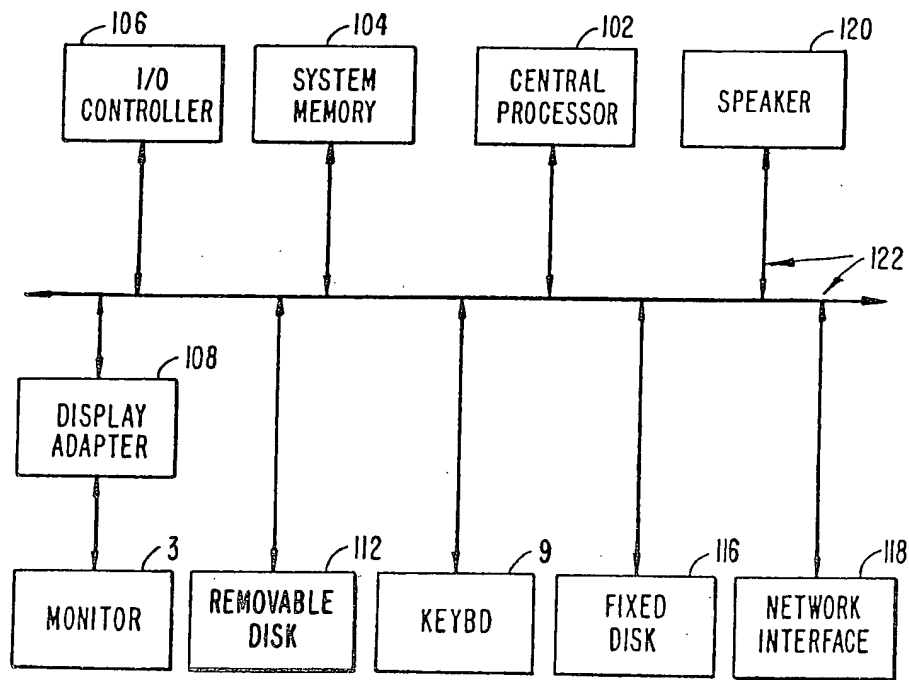 106
104
102
120
I/O
CONTROLLER
SYSTEM
MEMORY
CENTRAL
PROCESSOR
SPEAKER
122
108
DISPLAY
ADAPTER
3
112
9
116
118
MONITOR
REMOVABLE
DISK
KEYBD
FIXED
DISK
NETWORK
INTERFACE